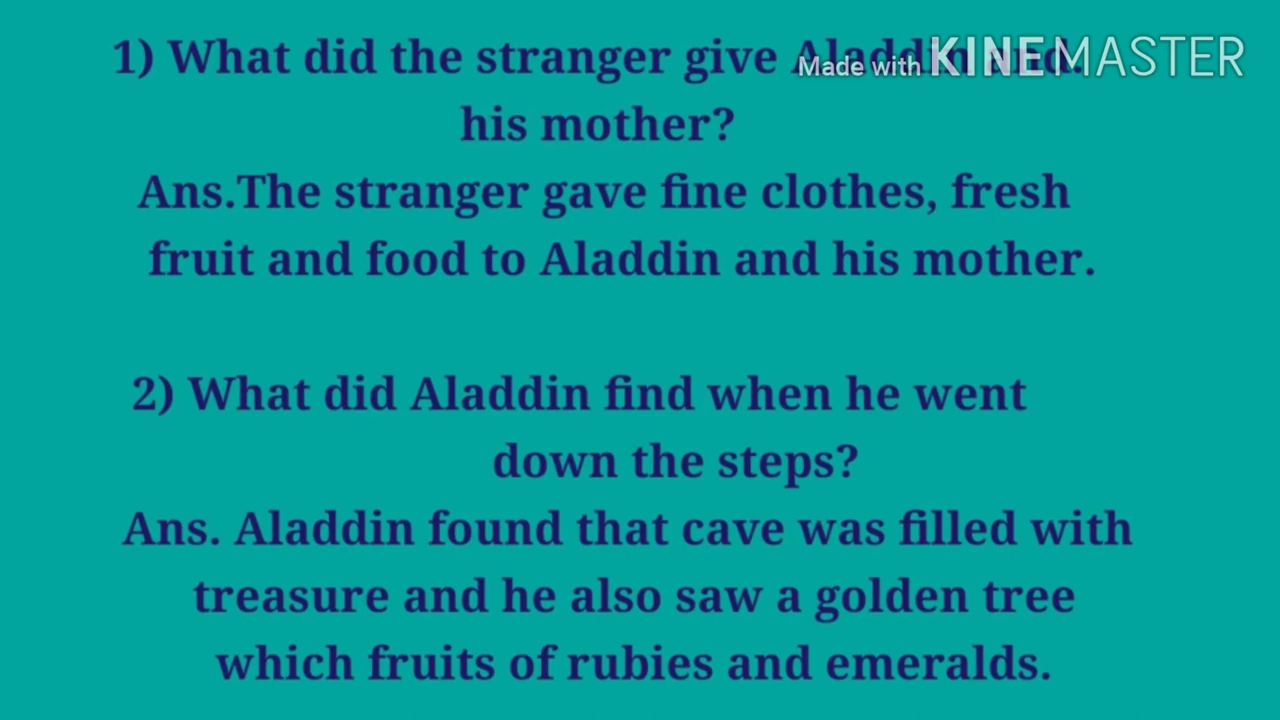 1) What did the stranger give Aladdin and.
Made with KINEMASTER
his mother?
Ans.The stranger gave fine clothes, fresh
fruit and food to Aladdin and his mother.
2) What did Aladdin find when he went
down the steps?
Ans. Aladdin found that cave was filled with
treasure and he also saw a golden tree
which fruits of rubies and emeralds.